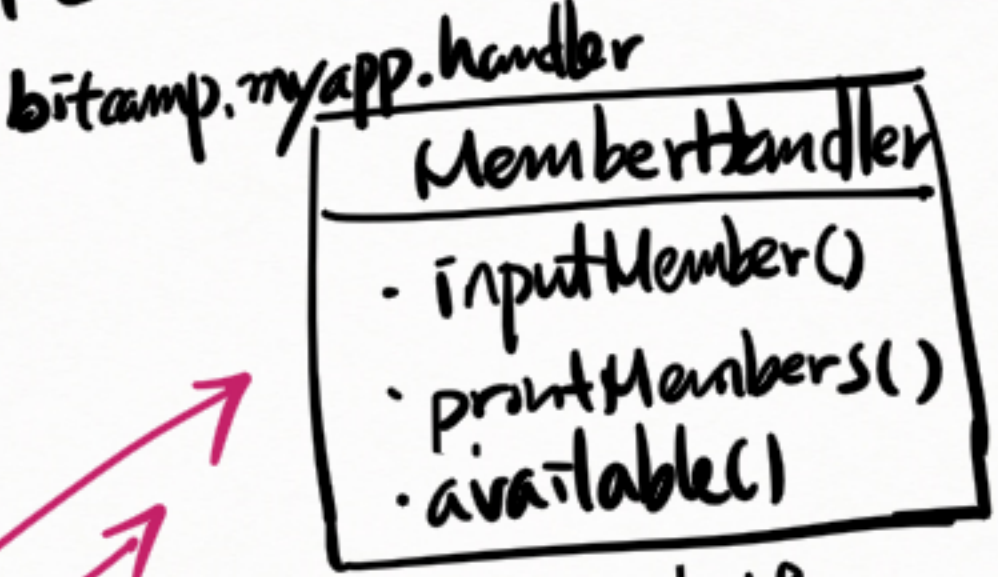 bitcamp.myapp.handler
MemberHandler
· inputMember()
· printMembers()
· available()